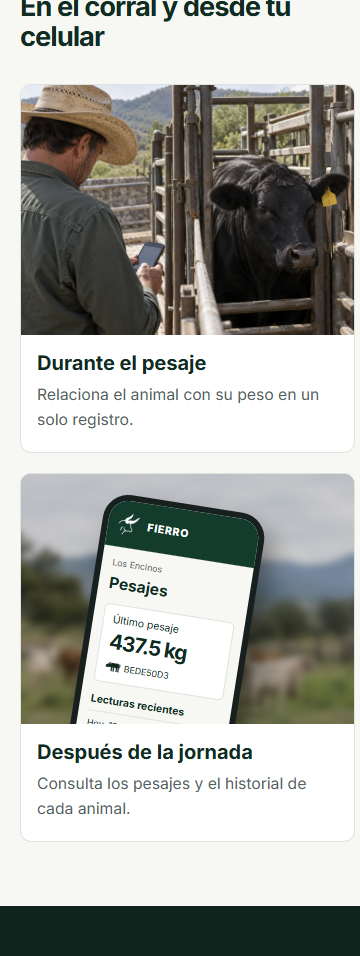 En el corral y desde tu
celular
Durante el pesaje
Relaciona el animal con su peso en un
solo registro.
FIERRO
Los Encinos
Pesajes
Último pesaje
437.5 kg
BEDE50D3
Lecturas recientes
Después de la jornada
Consulta los pesajes y el historial de
cada animal.